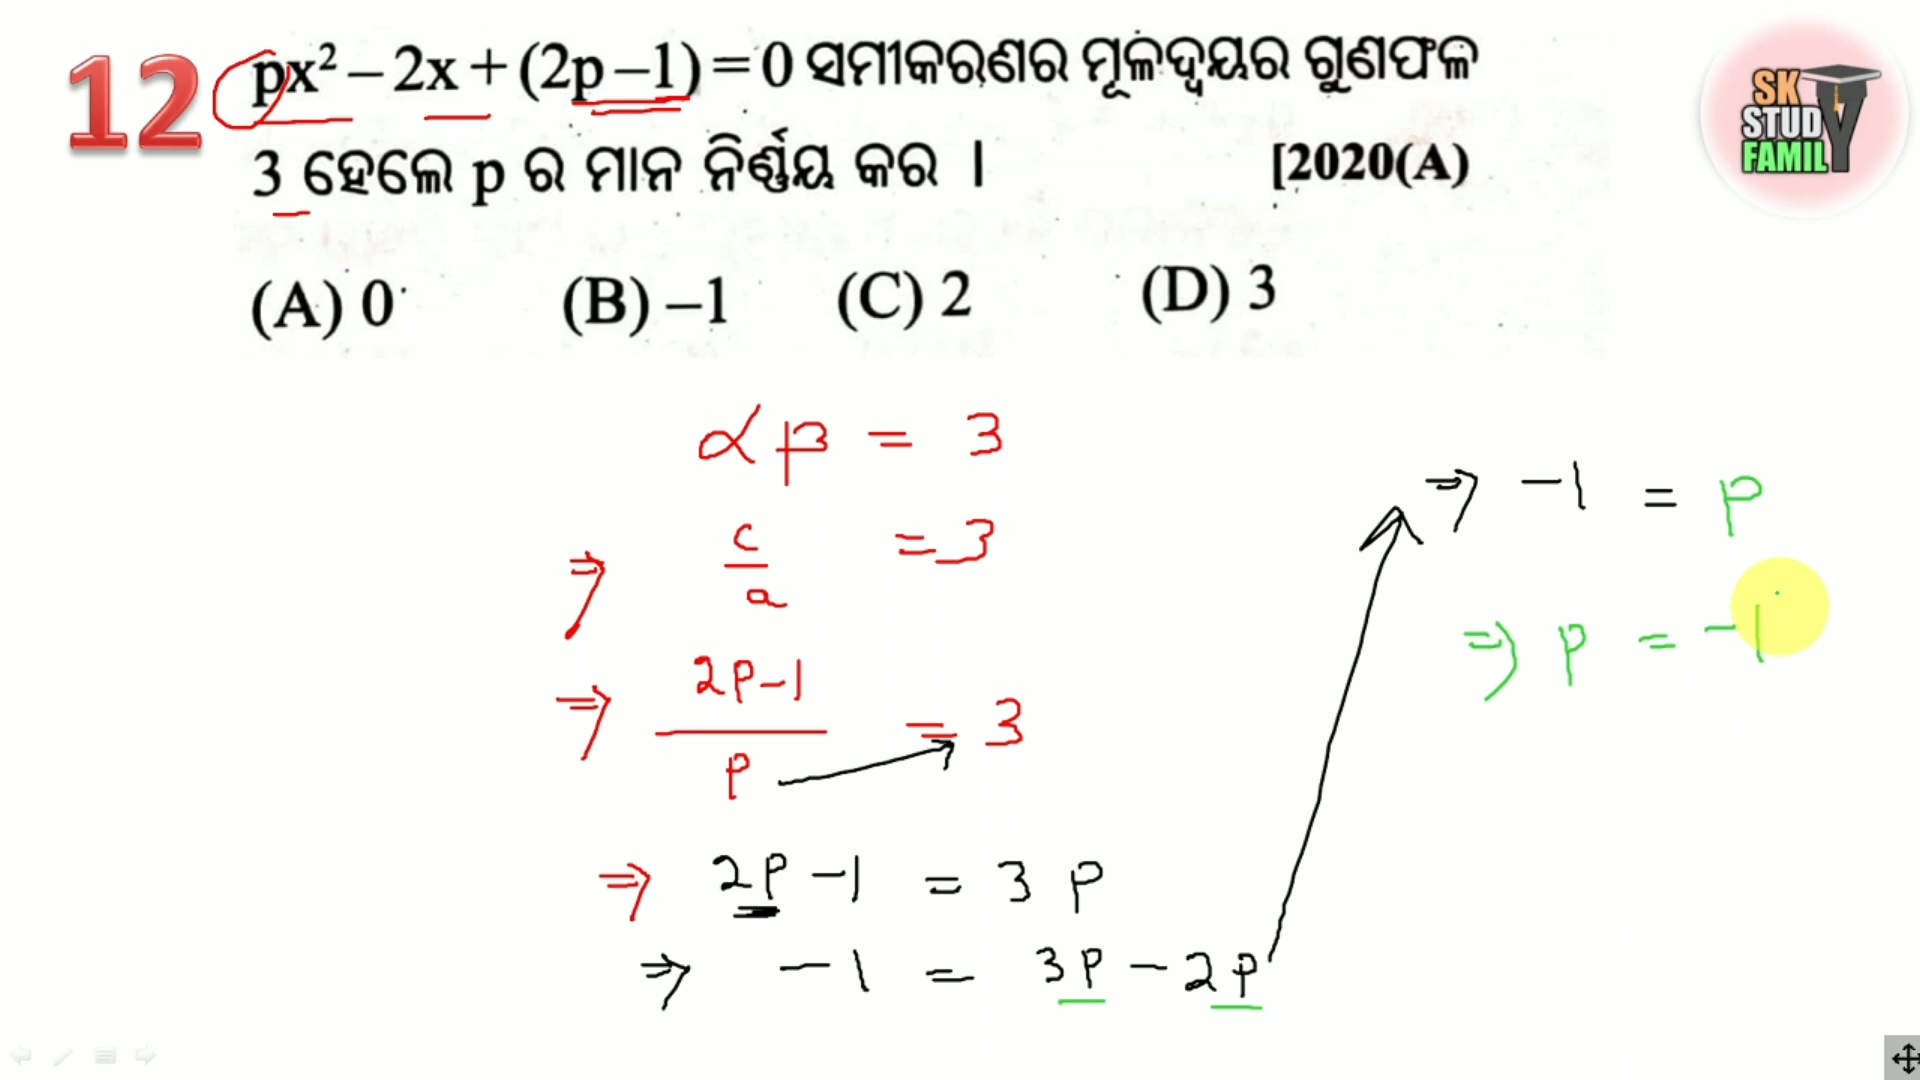 12
px² – 2x + (2p –1) = 0 ସମୀକରଣର ମୂଳଦ୍ୱୟର ଗୁଣଫଳ
3 ହେଲେ p ର ମାନ ନିର୍ଣ୍ଣୟ କର ।
[2020(A)
(A) 0 (B) –1 (C) 2 (D) 3
SK
STUDY
FAMILY
αβ = 3
⇒ c/a = 3
⇒ (2p-1)/p = 3
⇒ 2p -1 = 3 p
⇒ -1 = 3p - 2p
⇒ -1 = p
⇒ p = -1